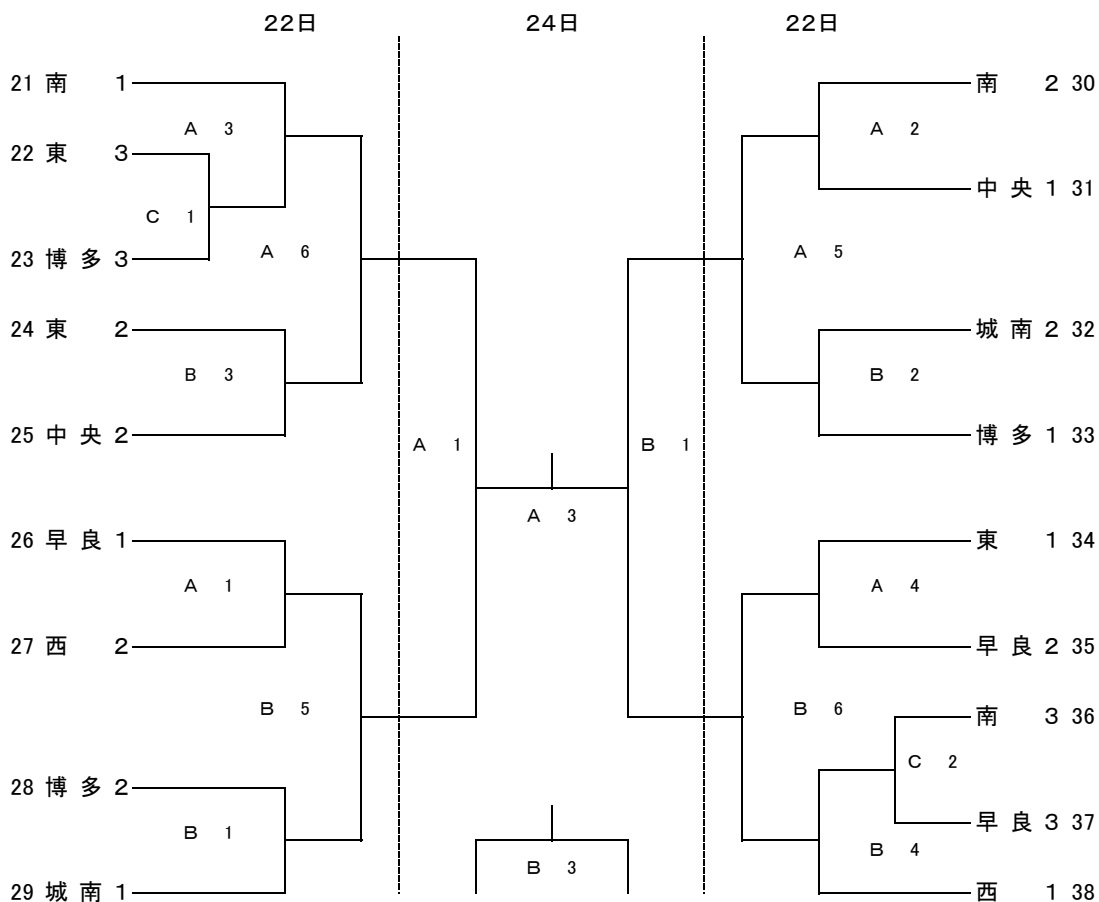 22日 24日 22日
21 南 1
南 2 30
A 3
A 2
22 東 3
中 央 1 31
C 1
23 博 多 3
A 6
A 5
24 東 2
城 南 2 32
B 3
B 2
25 中 央 2
A 1
B 1
博 多 1 33
A 3
26 早 良 1
東 1 34
A 1
A 4
27 西 2
早 良 2 35
B 5
B 6
南 3 36
C 2
28 博 多 2
早 良 3 37
B 1
B 4
B 3
29 城 南 1
西 1 38